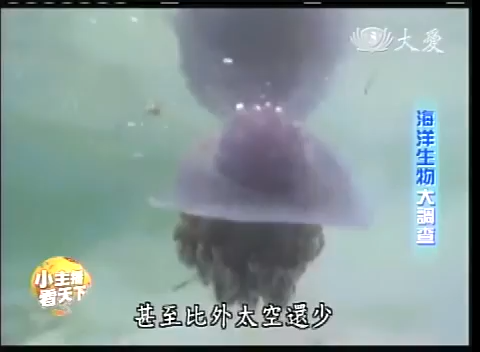 大愛
海洋生物大調查
小主播
看天下
甚至比外太空還少